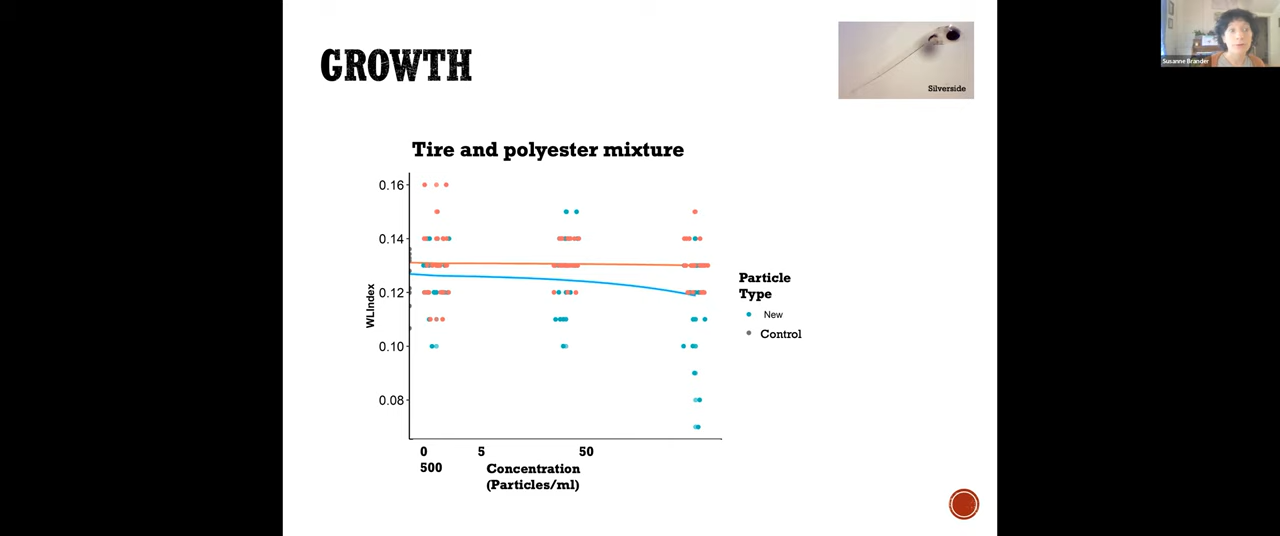 GROWTH
Silverside
Susanne Brander
Tire and polyester mixture
0.16
0.14
0.12
0.10
0.08
WLIndex
0 5 50
500
Concentration
(Particles/ml)
Particle
Type
New
Control